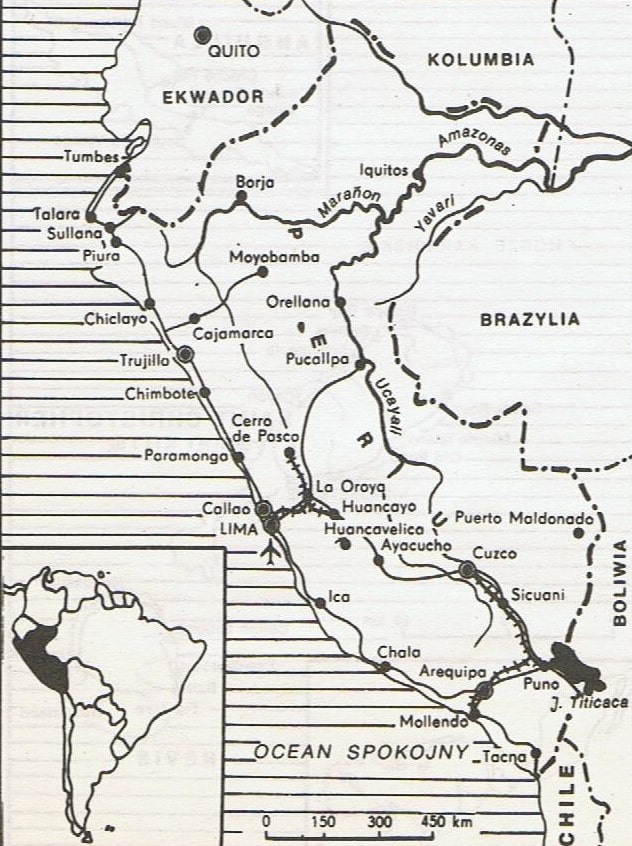 QUITO
KOLUMBIA
EKWADOR
Amazonas
Tumbes
Iquitos
Borja
Marañon
Yavari
Talara
Sullana
Piura
P
Moyobamba
Orellana
Chiclayo
Cajamarca
BRAZYLIA
E
Trujillo
Pucallpa
Chimbote
Ucayali
Cerro
de Pasco
R
Paramonga
La Oroya
Callao
Huancayo
LIMA
U
Puerto Maldonado
Huancavelica
Ayacucho
Cuzco
Ica
Sicuani
BOLIWIA
Chala
Arequipa
Puno
J. Titicaca
Mollendo
OCEAN SPOKOJNY
Tacna
CHILE
0 150 300 450 km